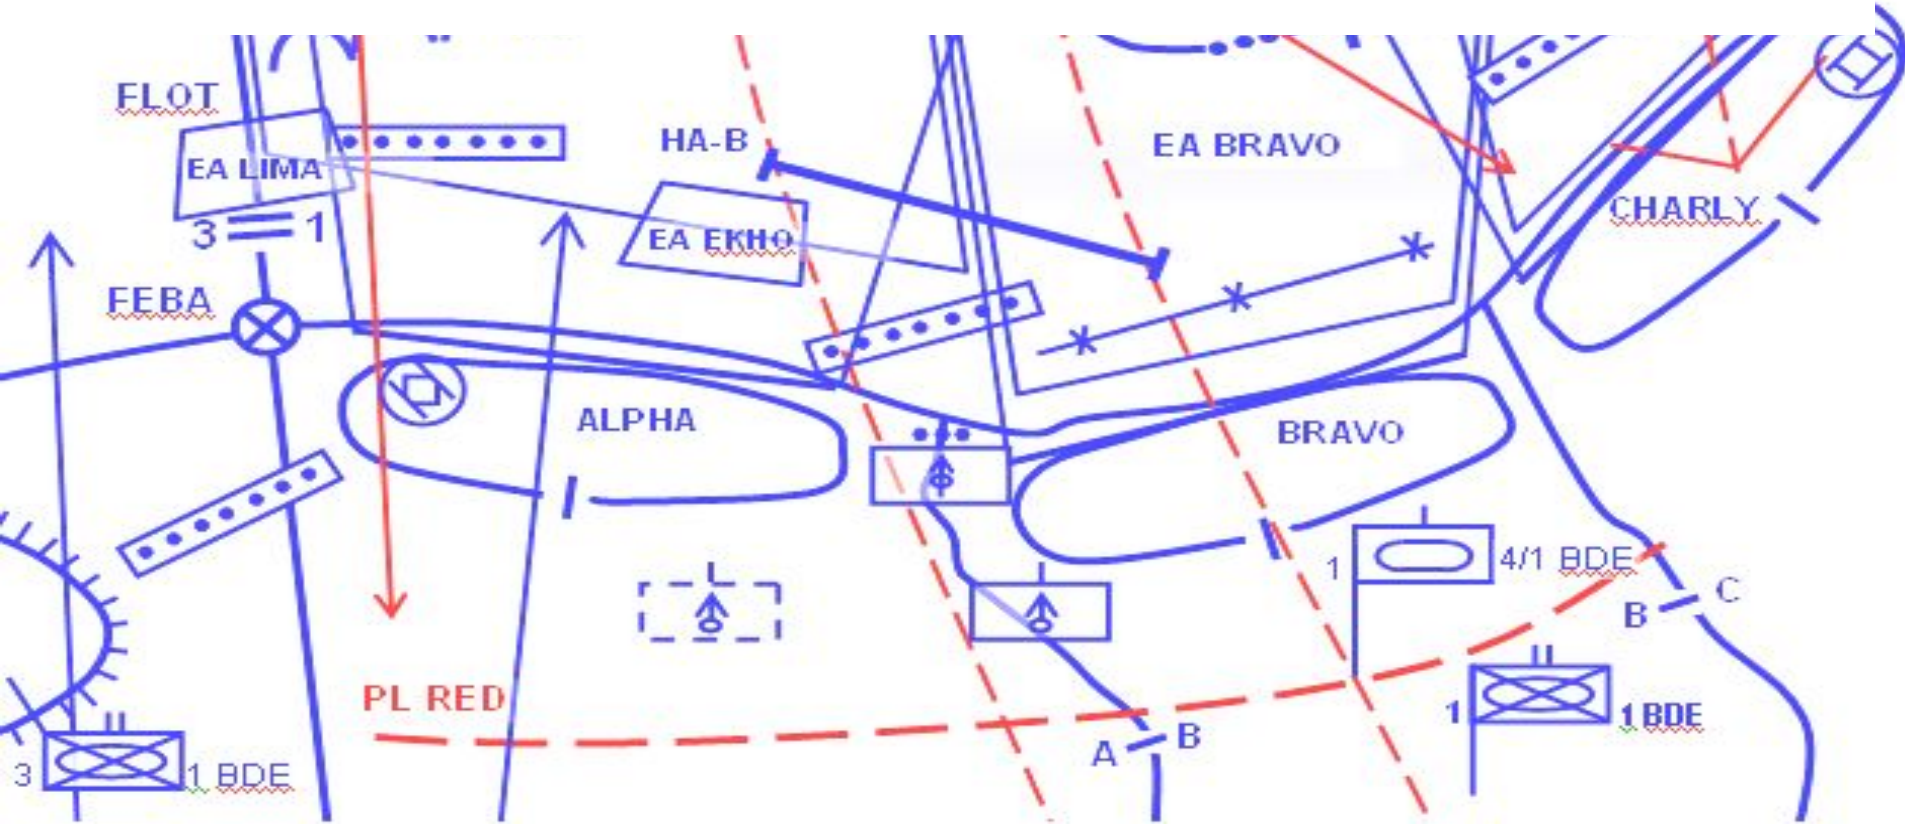 FLOT
HA-B
EA BRAVO
EA LIMA
CHARLY
3 1
EA EKHO
FEBA
ALPHA
BRAVO
1 4/1 BDE
B C
PL RED
1 1 BDE
A B
3 1 BDE